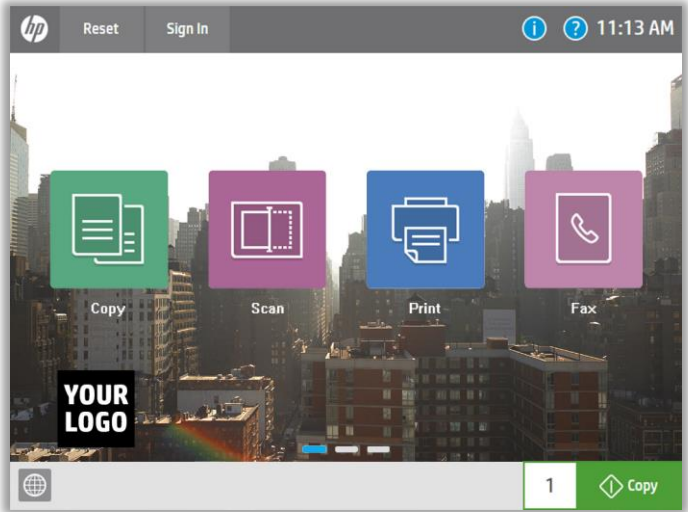 hp
Reset Sign In 11:13 AM
Copy Scan Print Fax
YOUR
LOGO
1 Copy